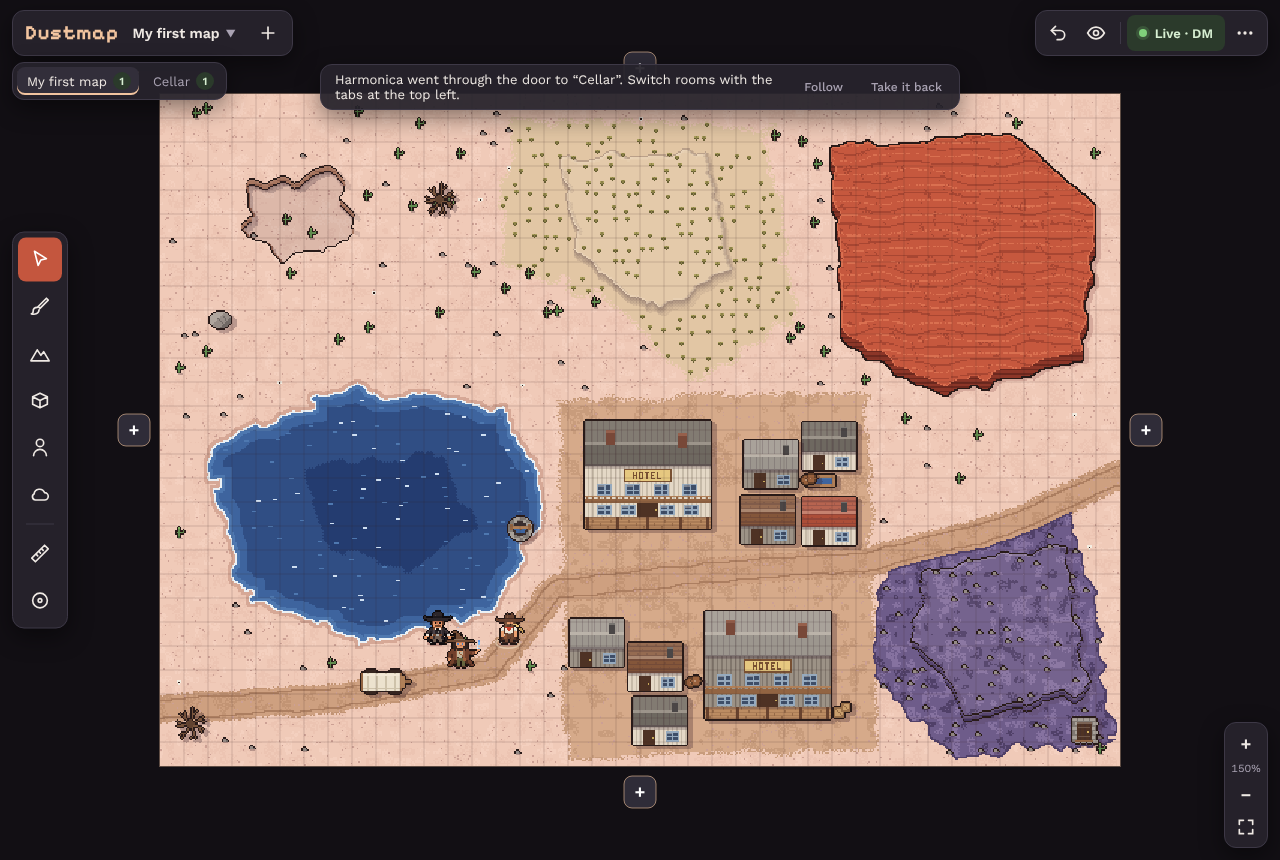 Dustmap My first map
Live · DM
My first map 1 Cellar 1
Harmonica went through the door to “Cellar”. Switch rooms with the
tabs at the top left.
Follow Take it back
HOTEL
HOTEL
150%